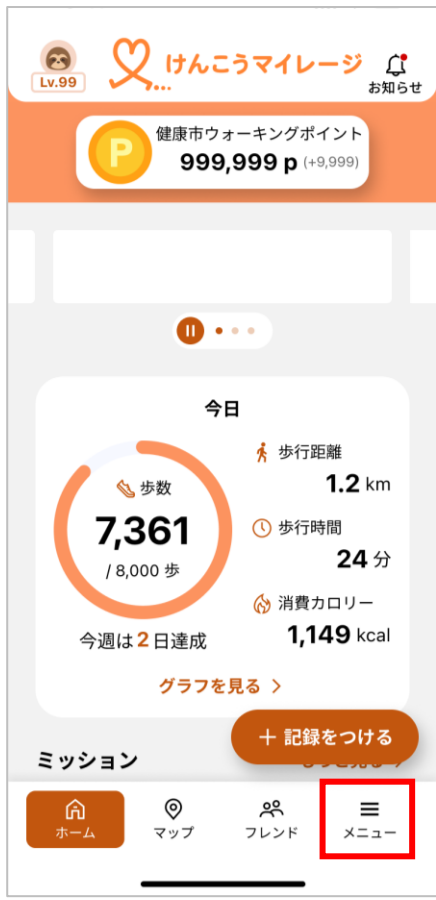 Lv.99
けんこうマイレージ
お知らせ
P
健康市ウォーキングポイント
999,999 p (+9,999)
今日
歩数
7,361
/ 8,000 歩
今週は 2 日達成
歩行距離
1.2 km
歩行時間
24 分
消費カロリー
1,149 kcal
グラフを見る >
+ 記録をつける
ミッション
ホーム
マップ
フレンド
メニュー